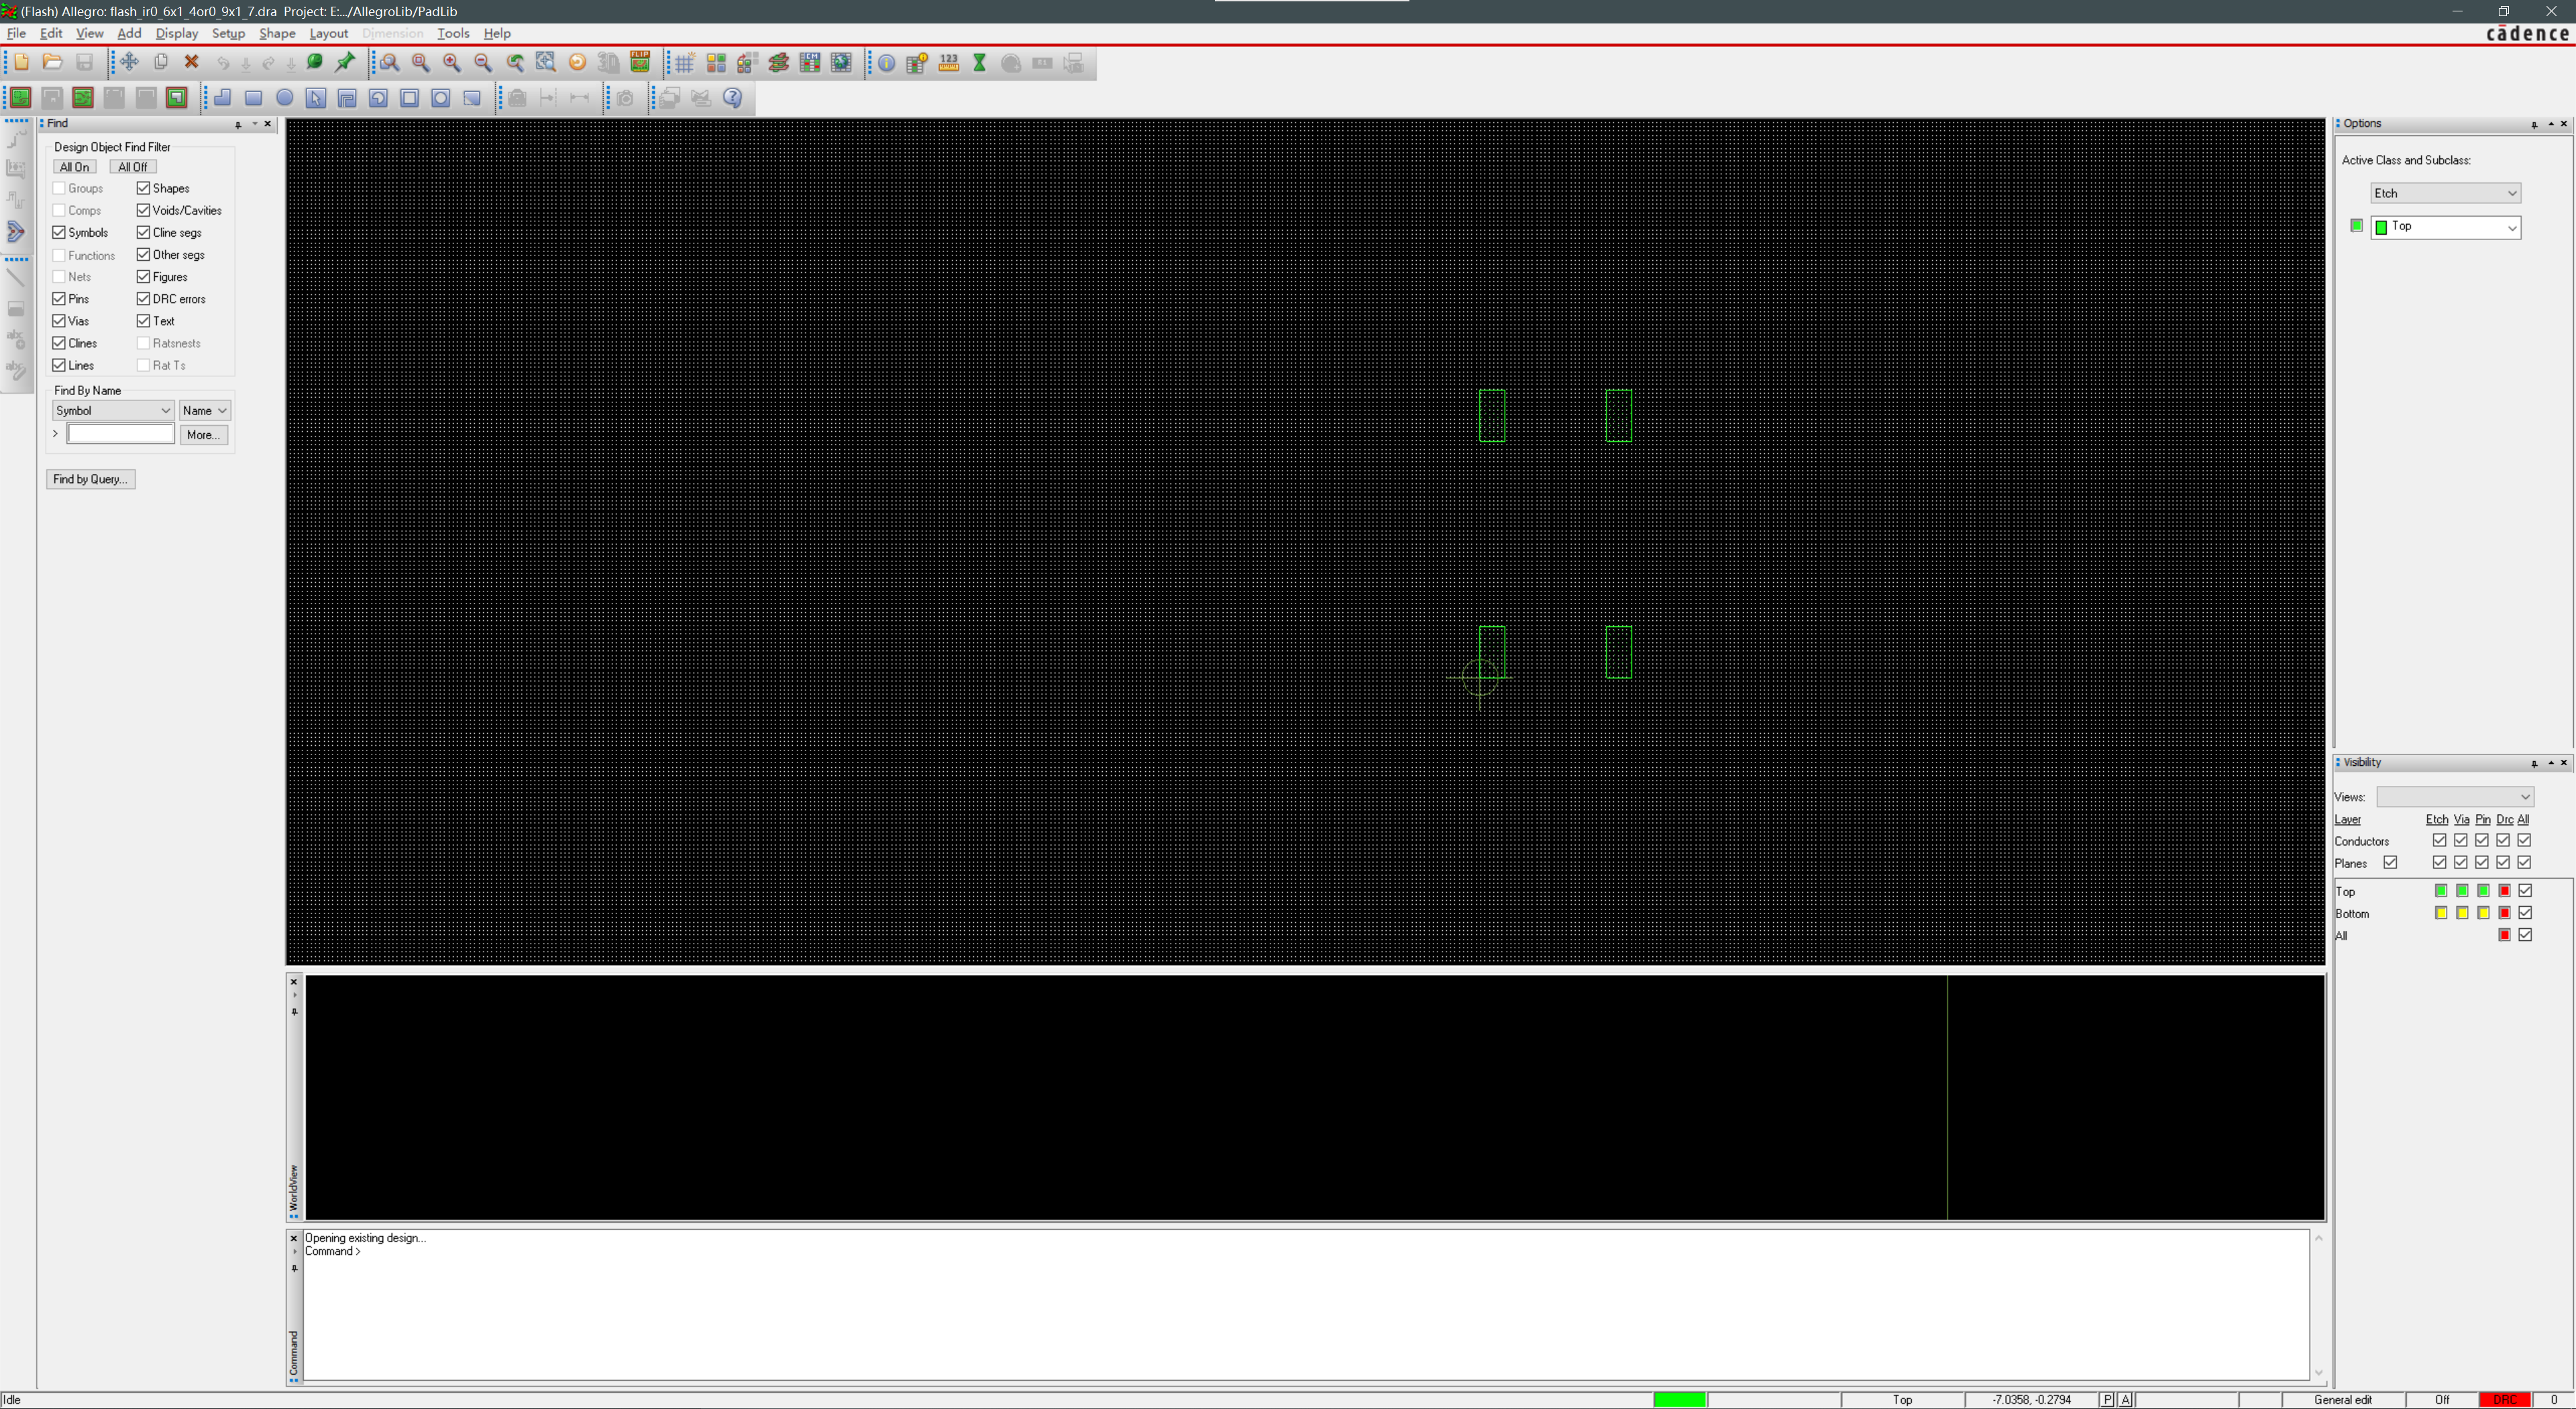 (Flash) Allegro: flash_ir0_6x1_4or0_9x1_7.dra  Project: E:.../AllegroLib/PadLib
File Edit View Add Display Setup Shape Layout Dimension Tools Help
cādence
Find
Design Object Find Filter
All On All Off
Groups Shapes
Comps Voids/Cavities
Symbols Cline segs
Functions Other segs
Nets Figures
Pins DRC errors
Vias Text
Clines Ratsnests
Lines Rat Ts
Find By Name
Symbol Name
> More...
Find by Query...
Options
Active Class and Subclass:
Etch
Top
Visibility
Views:
Layer Etch Via Pin Drc All
Conductors
Planes
Top
Bottom
All
WorldView
Opening existing design...
Command >
Command
Idle Top -7.0358, -0.2794 P A General edit Off DRC 0